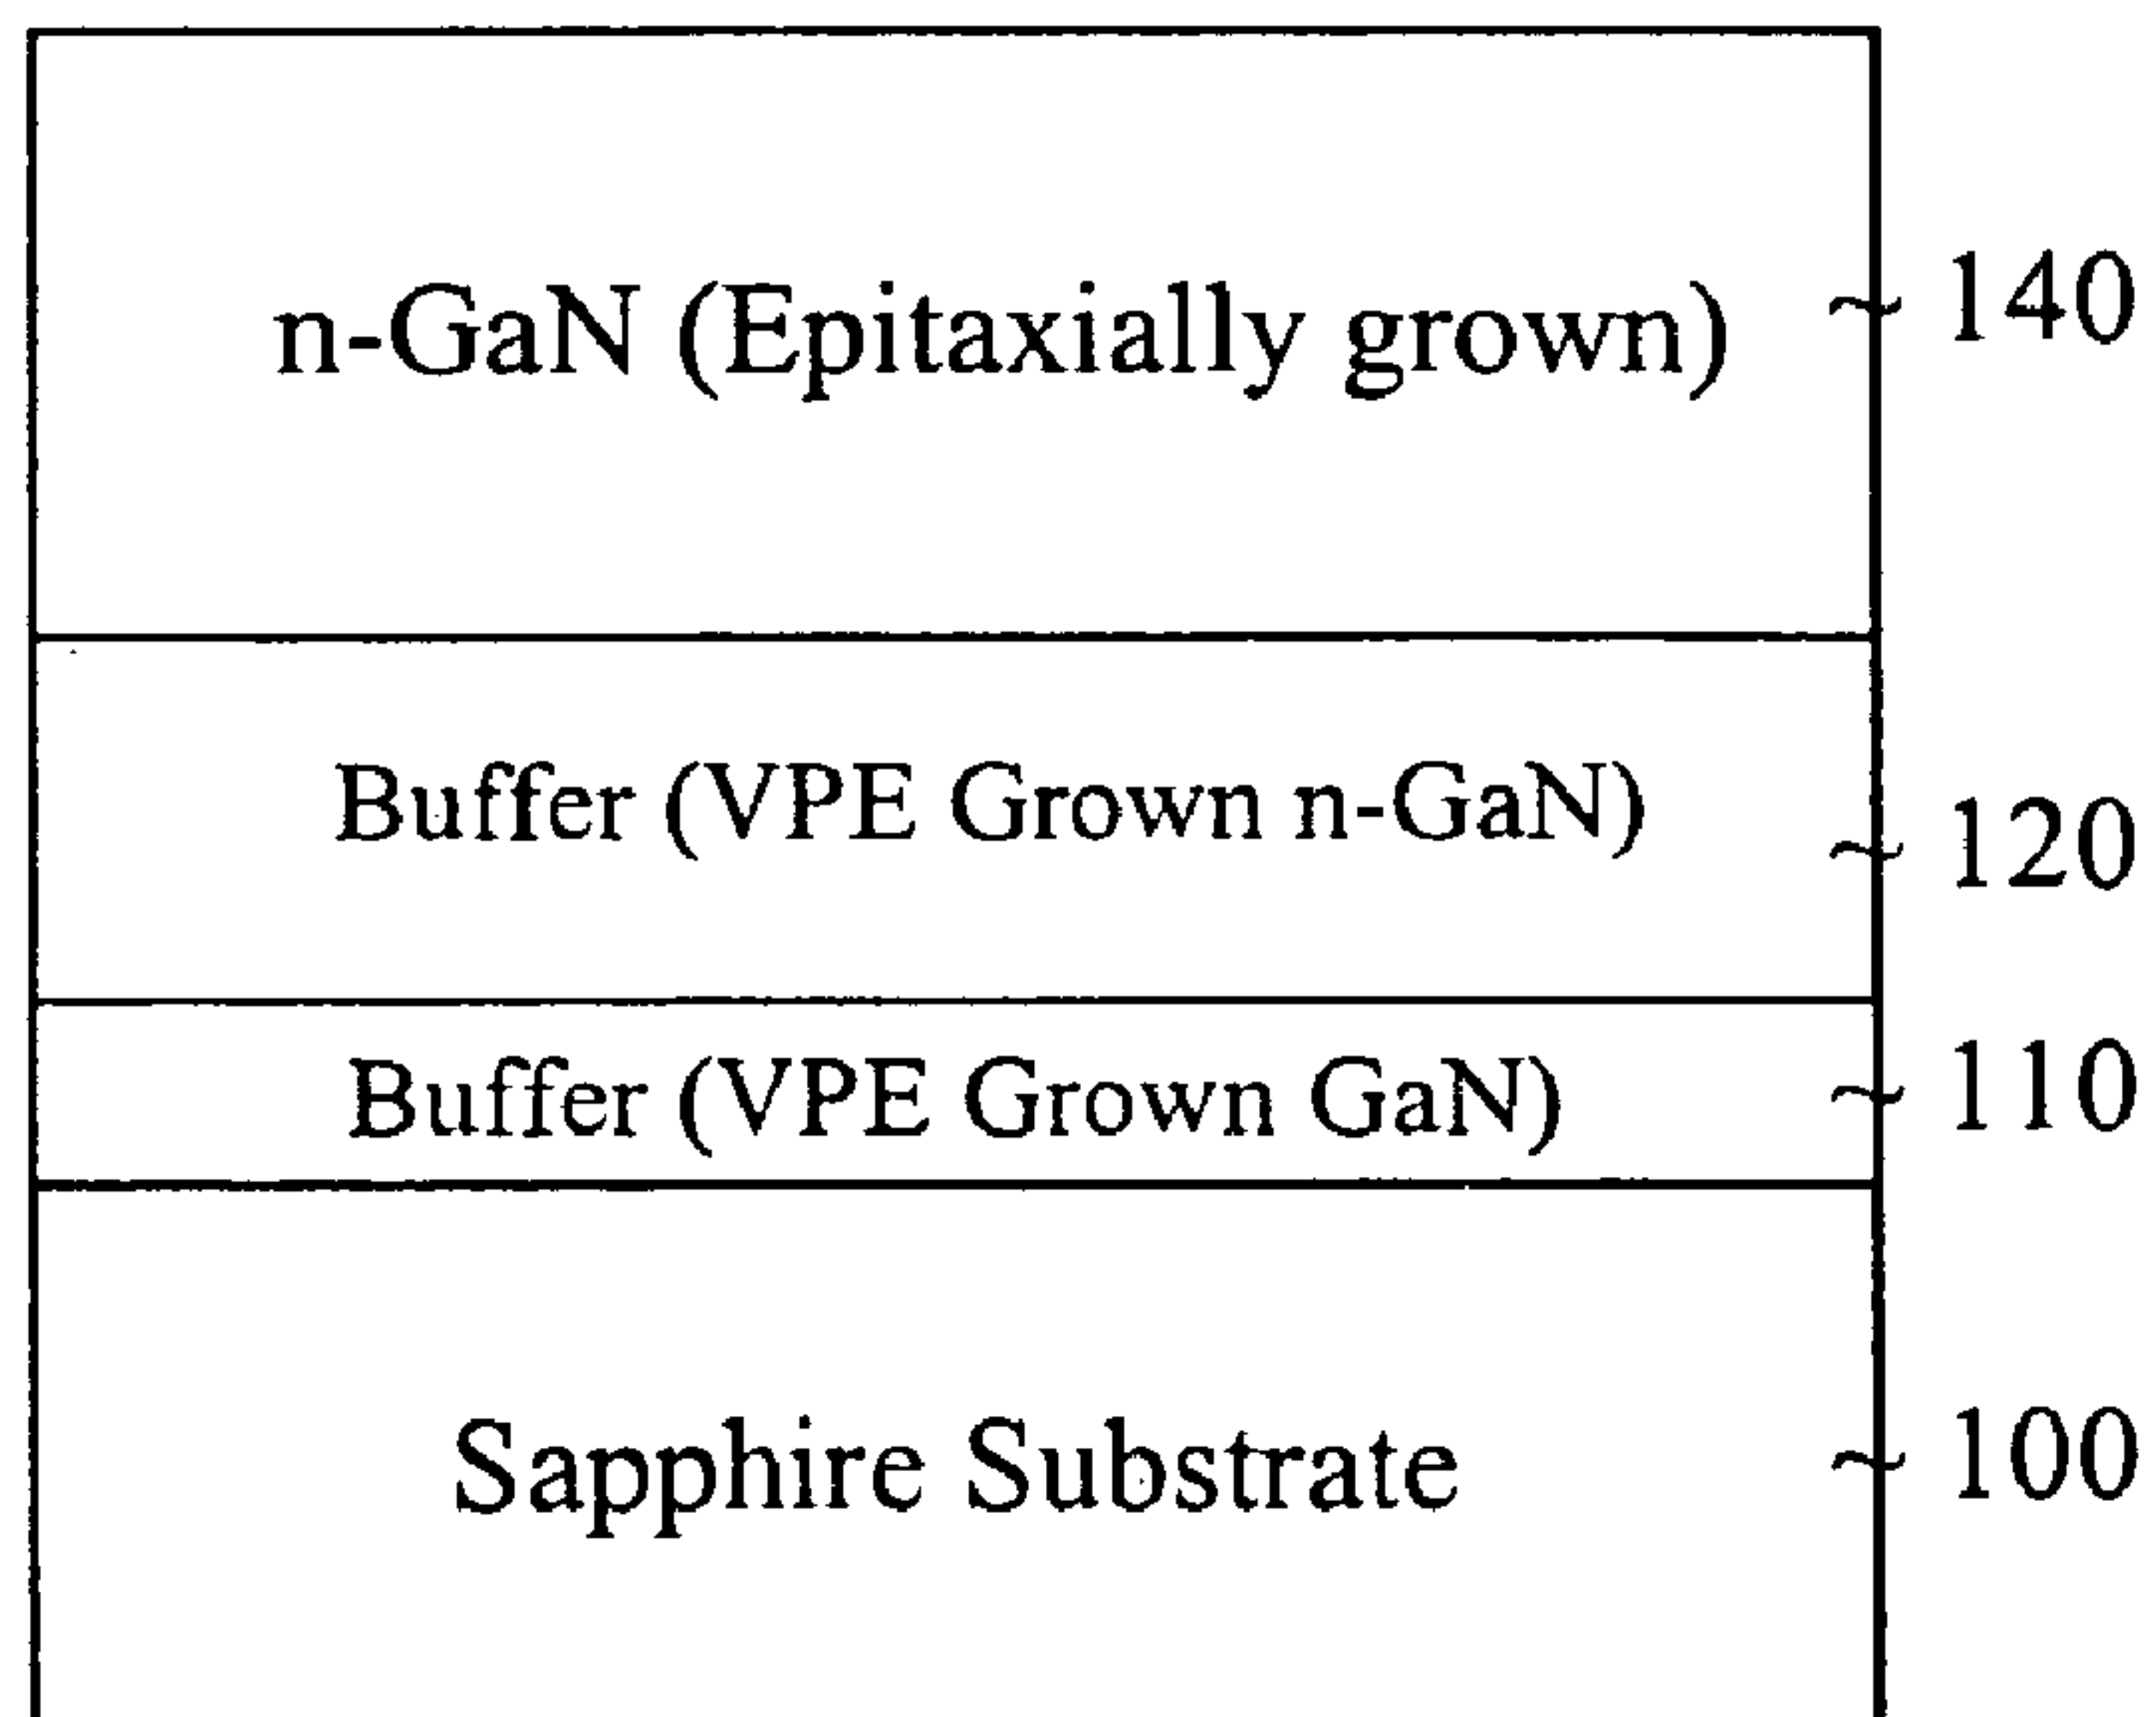 n-GaN (Epitaxially grown) ~ 140
Buffer (VPE Grown n-GaN) ~ 120
Buffer (VPE Grown GaN) ~ 110
Sapphire Substrate ~ 100